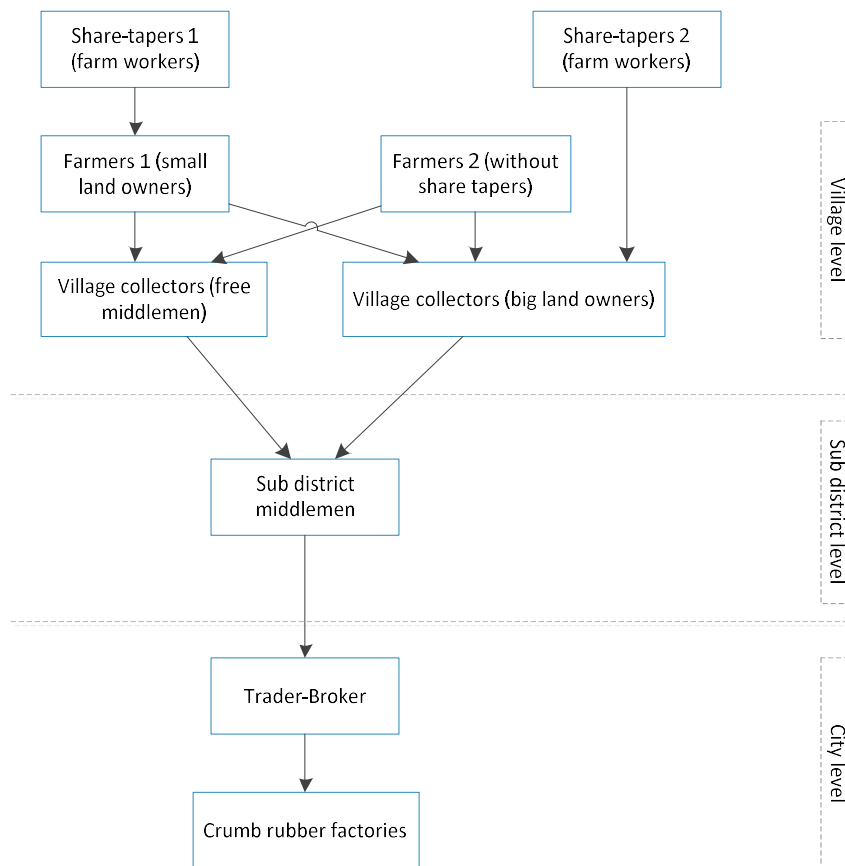 Share-tapers 1
(farm workers)
Share-tapers 2
(farm workers)
Farmers 1 (small
land owners)
Farmers 2 (without
share tapers)
Village level
Village collectors (free
middlemen)
Village collectors (big land owners)
Sub district
middlemen
Sub district level
Trader-Broker
City level
Crumb rubber factories